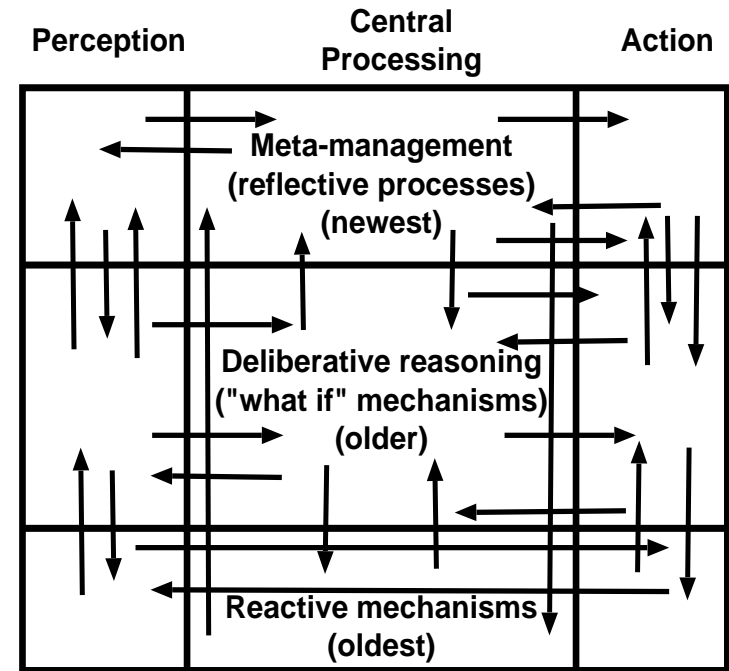 Perception
Central
Processing
Action
Meta-management
(reflective processes)
(newest)
Deliberative reasoning
("what if" mechanisms)
(older)
Reactive mechanisms
(oldest)